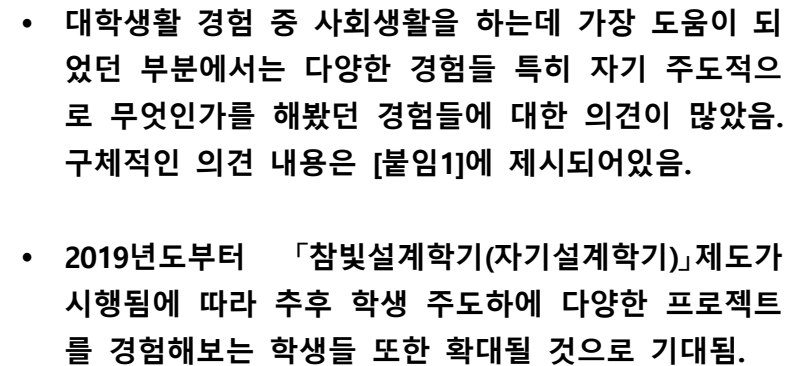 • 대학생활 경험 중 사회생활을 하는데 가장 도움이 되
었던 부분에서는 다양한 경험들 특히 자기 주도적으
로 무엇인가를 해봤던 경험들에 대한 의견이 많았음.
구체적인 의견 내용은 [붙임1]에 제시되어있음.
• 2019년도부터 「참빛설계학기(자기설계학기)」제도가
시행됨에 따라 추후 학생 주도하에 다양한 프로젝트
를 경험해보는 학생들 또한 확대될 것으로 기대됨.